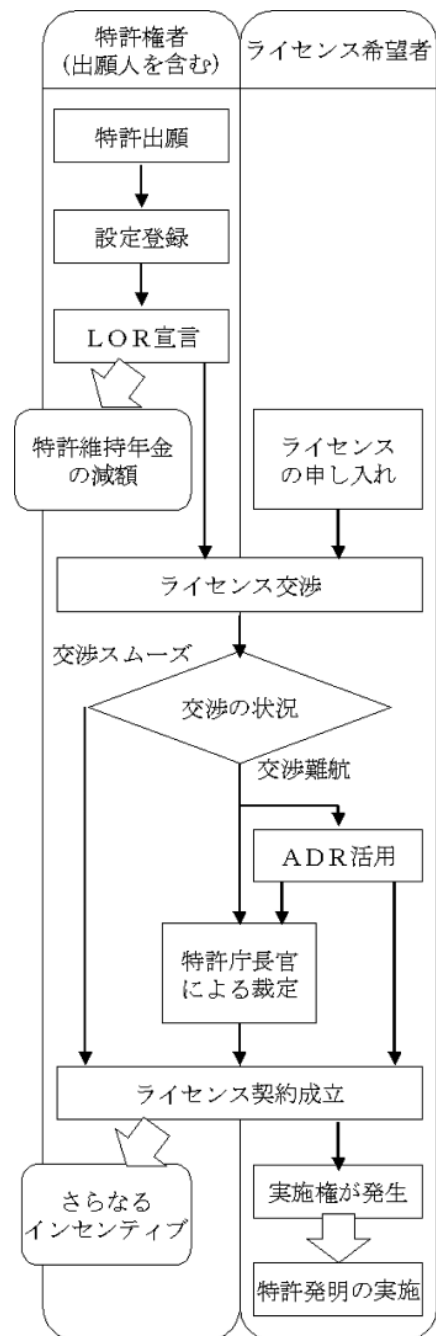 特許権者
(出願人を含む)
ライセンス希望者
特許出願
設定登録
ＬＯＲ宣言
特許維持年金
の減額
ライセンス
の申し入れ
ライセンス交渉
交渉スムーズ
交渉の状況
交渉難航
ＡＤＲ活用
特許庁長官
による裁定
ライセンス契約成立
さらなる
インセンティブ
実施権が発生
特許発明の実施